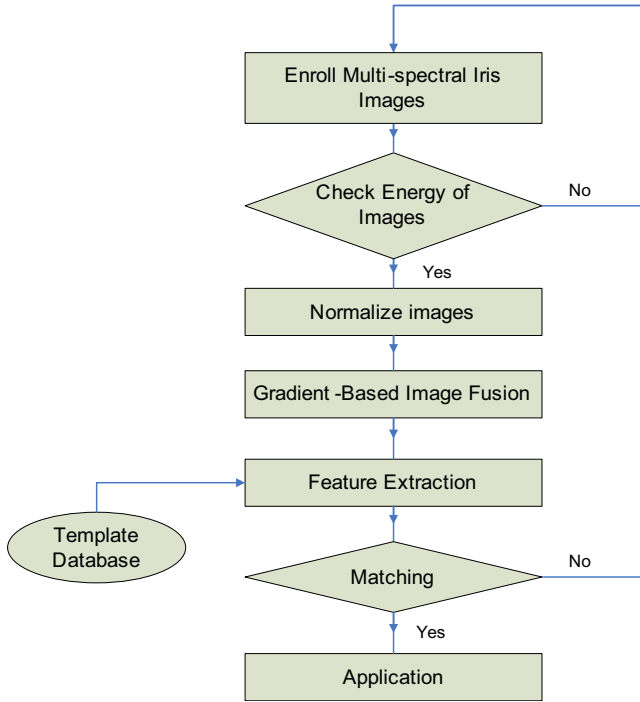 Enroll Multi-spectral Iris
Images
Check Energy of
Images
No
Yes
Normalize images
Gradient -Based Image Fusion
Feature Extraction
Template
Database
Matching
No
Yes
Application